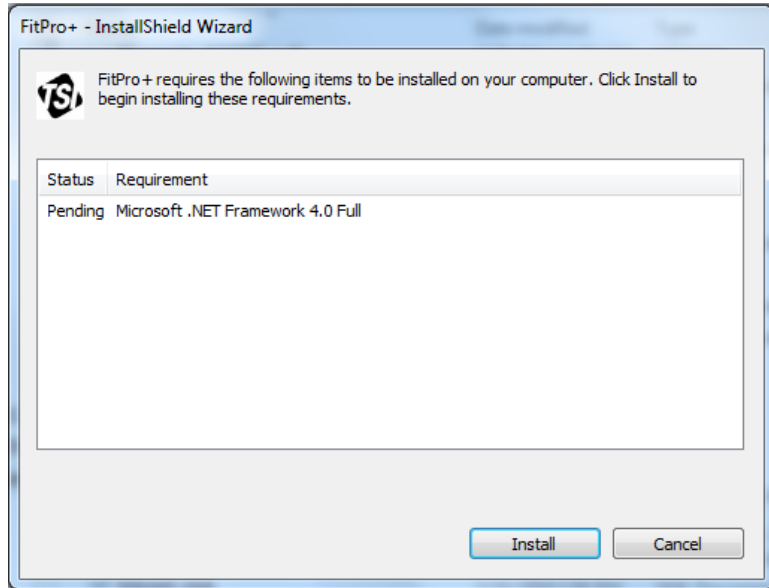 FitPro+ - InstallShield Wizard
TSI
FitPro+ requires the following items to be installed on your computer. Click Install to
begin installing these requirements.
Status Requirement
Pending Microsoft .NET Framework 4.0 Full
Install Cancel